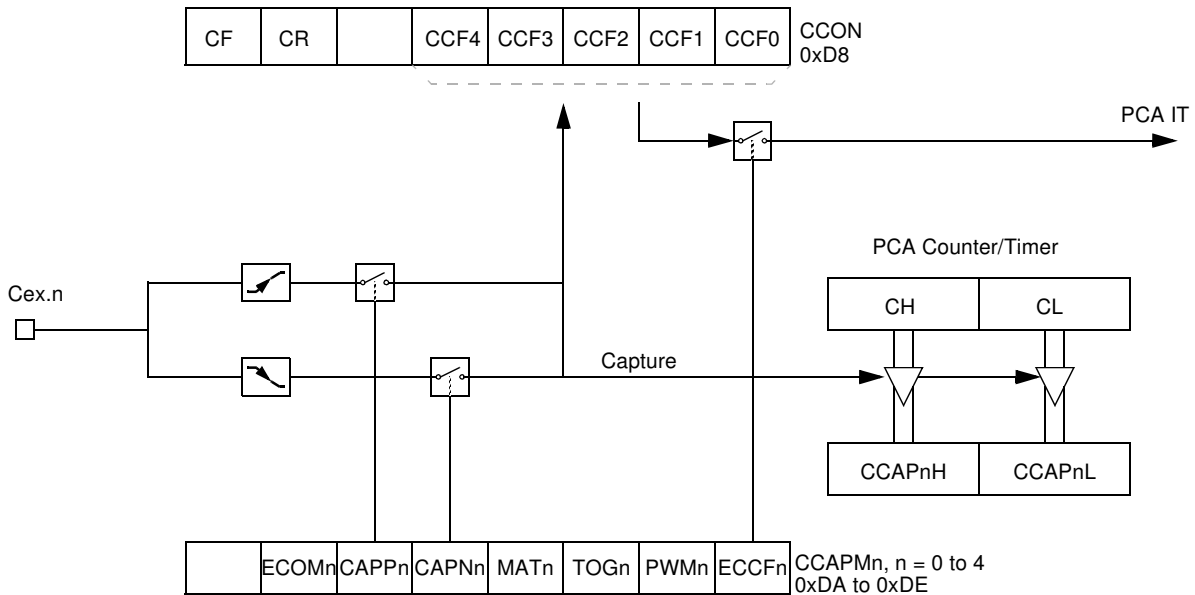 CF CR CCF4 CCF3 CCF2 CCF1 CCF0 CCON
0xD8
PCA IT
PCA Counter/Timer
Cex.n
CH CL
Capture
CCAPnH CCAPnL
ECOMn CAPPn CAPNn MATn TOGn PWMn ECCFn CCAPMn, n = 0 to 4
0xDA to 0xDE